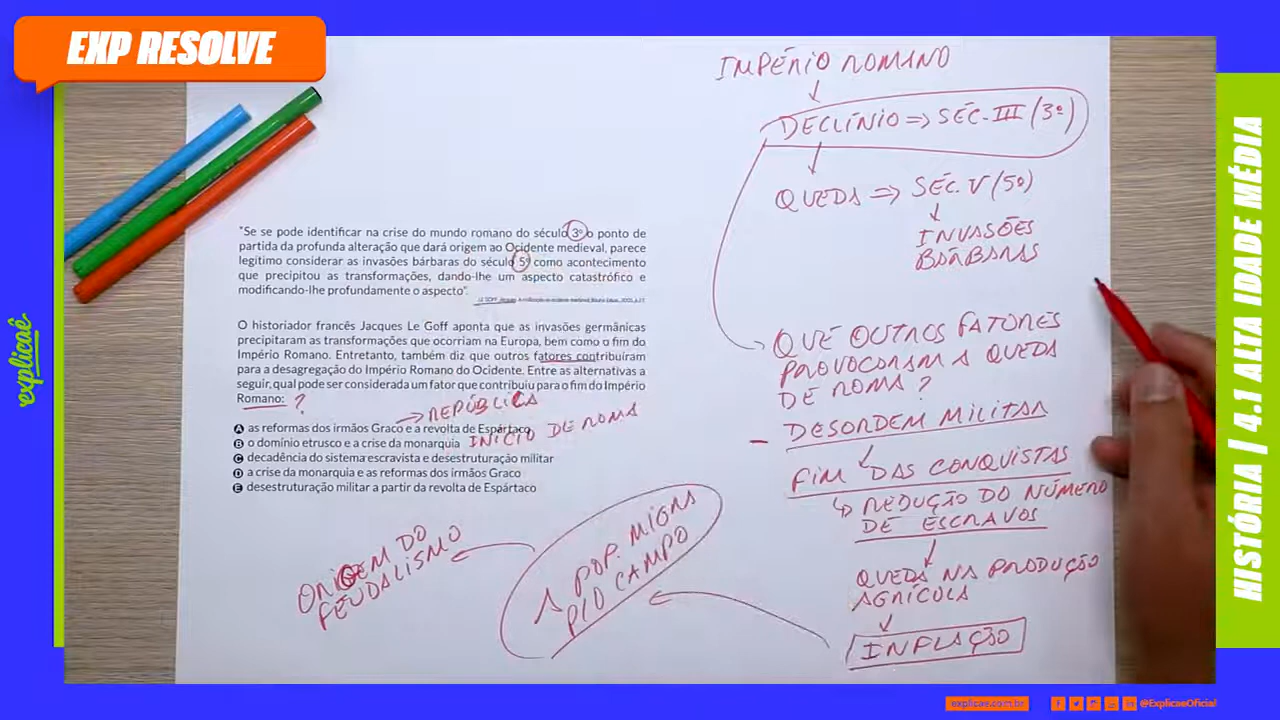 EXP RESOLVE
IMPÉRIO ROMANO
DECLÍNIO ⇒ SÉC. III (3º)
QUEDA ⇒ SÉC. V (5º)
INVASÕES
BÁRBARAS
"Se se pode identificar na crise do mundo romano do século 3º o ponto de
partida da profunda alteração que dará origem ao Ocidente medieval, parece
legítimo considerar as invasões bárbaras do século 5º como acontecimento
que precipitou as transformações, dando-lhe um aspecto catastrófico e
modificando-lhe profundamente o aspecto".
LE GOFF, Jacques.
O historiador francês Jacques Le Goff aponta que as invasões germânicas
precipitaram as transformações que ocorriam na Europa, bem como o fim do
Império Romano. Entretanto, também diz que outros fatores contribuíram
para a desagregação do Império Romano do Ocidente. Entre as alternativas a
seguir, qual pode ser considerada um fator que contribuiu para o fim do Império
Romano: ?
→ REPÚBLICA
A as reformas dos irmãos Graco e a revolta de Espártaco
B o domínio etrusco e a crise da monarquia INÍCIO DE ROMA
C decadência do sistema escravista e desestruturação militar
D a crise da monarquia e as reformas dos irmãos Graco
E desestruturação militar a partir da revolta de Espártaco
QUE OUTROS FATORES
PROVOCORAM A QUEDA
DE ROMA?
- DESORDEM MILITAR
FIM DAS CONQUISTAS
↳ REDUÇÃO DO NÚMERO
DE ESCRAVOS
QUEDA NA PRODUÇÃO
AGRÍCOLA
INFLAÇÃO
A POP. MIGRA
P/O CAMPO
ORIGEM DO
FEUDALISMO
explicaê
HISTÓRIA | 4.1 ALTA IDADE MÉDIA
explicae.com.br
@ExplicaeOficial